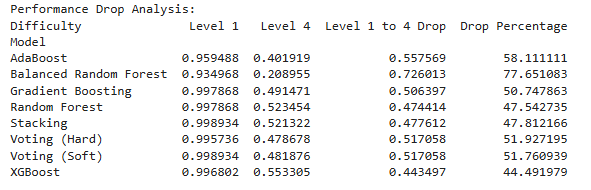 Performance Drop Analysis:
Difficulty Level 1 Level 4 Level 1 to 4 Drop Drop Percentage
Model
AdaBoost 0.959488 0.401919 0.557569 58.111111
Balanced Random Forest 0.934968 0.208955 0.726013 77.651083
Gradient Boosting 0.997868 0.491471 0.506397 50.747863
Random Forest 0.997868 0.523454 0.474414 47.542735
Stacking 0.998934 0.521322 0.477612 47.812166
Voting (Hard) 0.995736 0.478678 0.517058 51.927195
Voting (Soft) 0.998934 0.481876 0.517058 51.760939
XGBoost 0.996802 0.553305 0.443497 44.491979